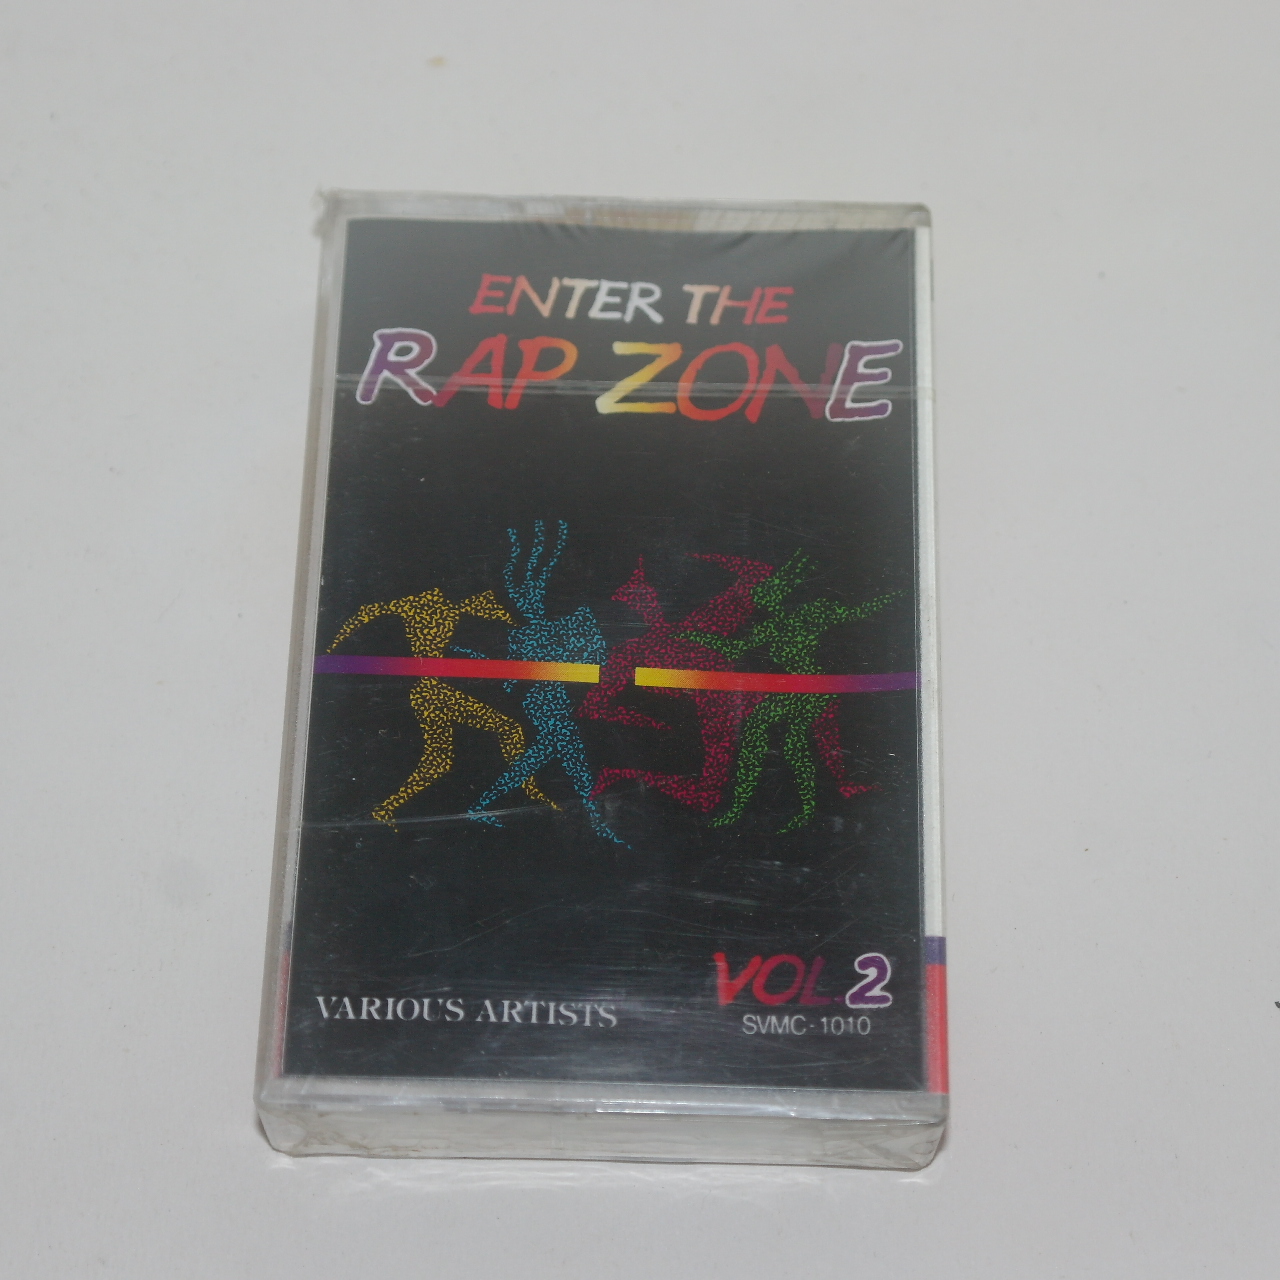 ENTER THE
RAP ZONE
VARIOUS ARTISTS
VOL.2
SVMC-1010